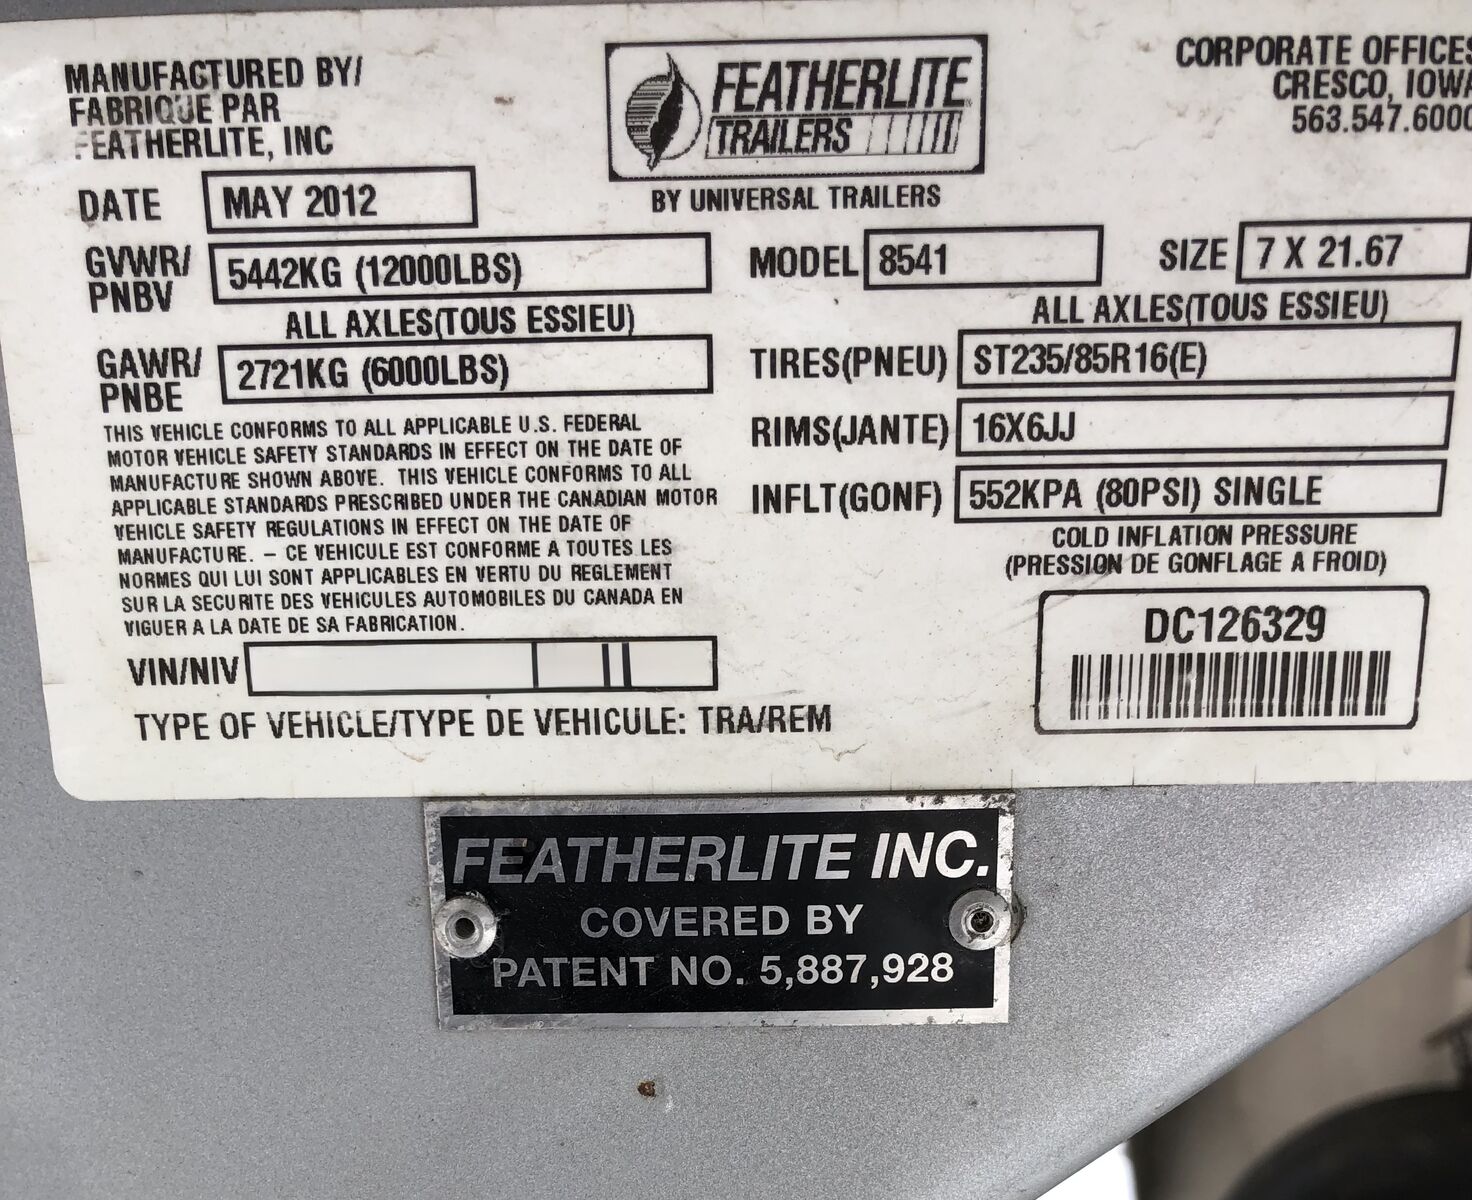 MANUFACTURED BY/
FABRIQUE PAR
FEATHERLITE, INC
FEATHERLITE
TRAILERS
BY UNIVERSAL TRAILERS
CORPORATE OFFICES
CRESCO, IOWA
563.547.6000
DATE MAY 2012
GVWR/
PNBV 5442KG (12000LBS)
ALL AXLES(TOUS ESSIEU)
GAWR/
PNBE 2721KG (6000LBS)
MODEL 8541 SIZE 7 X 21.67
ALL AXLES(TOUS ESSIEU)
TIRES(PNEU) ST235/85R16(E)
RIMS(JANTE) 16X6JJ
INFLT(GONF) 552KPA (80PSI) SINGLE
COLD INFLATION PRESSURE
(PRESSION DE GONFLAGE A FROID)
THIS VEHICLE CONFORMS TO ALL APPLICABLE U.S. FEDERAL
MOTOR VEHICLE SAFETY STANDARDS IN EFFECT ON THE DATE OF
MANUFACTURE SHOWN ABOVE. THIS VEHICLE CONFORMS TO ALL
APPLICABLE STANDARDS PRESCRIBED UNDER THE CANADIAN MOTOR
VEHICLE SAFETY REGULATIONS IN EFFECT ON THE DATE OF
MANUFACTURE. – CE VEHICULE EST CONFORME A TOUTES LES
NORMES QUI LUI SONT APPLICABLES EN VERTU DU REGLEMENT
SUR LA SECURITE DES VEHICULES AUTOMOBILES DU CANADA EN
VIGUER A LA DATE DE SA FABRICATION.
VIN/NIV
TYPE OF VEHICLE/TYPE DE VEHICULE: TRA/REM
DC126329
FEATHERLITE INC.
COVERED BY
PATENT NO. 5,887,928